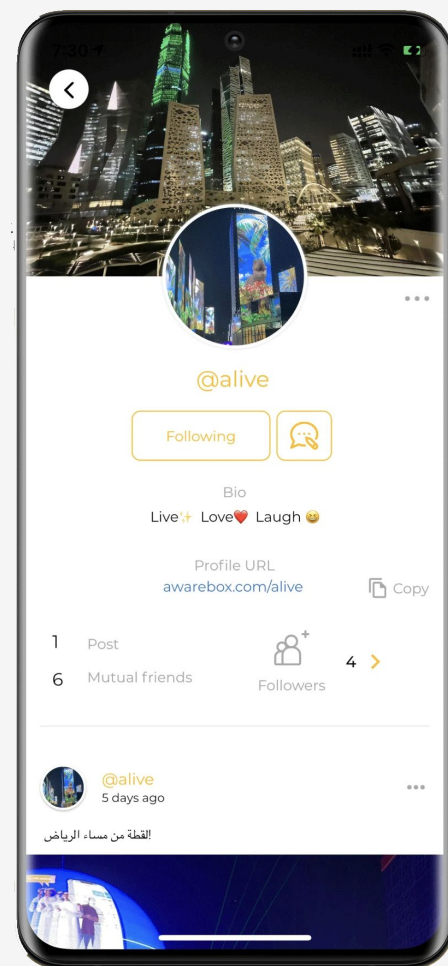 7:30
@alive
Following
Bio
Live✨ Love❤️ Laugh 😄
Profile URL
awarebox.com/alive
Copy
1 Post
6 Mutual friends
4
Followers
@alive
5 days ago
لقطة من مساء الرياض!